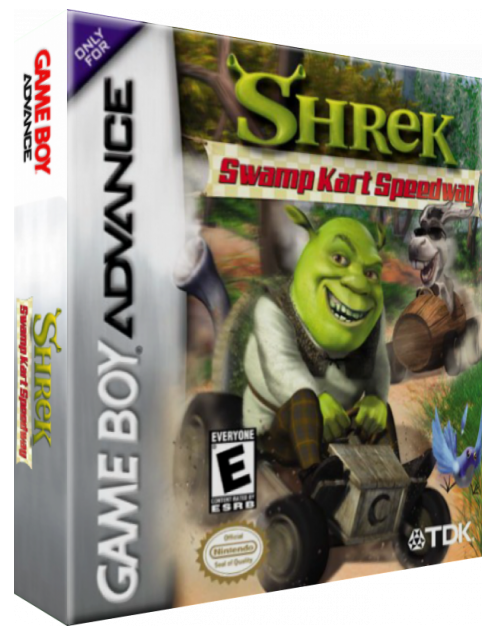 GAME BOY
ADVANCE
SHREK
Swamp Kart Speedway
ONLY
FOR
GAME BOY ADVANCE
SHREK
Swamp Kart Speedway
EVERYONE
E
CONTENT RATED BY
ESRB
Official
Nintendo
Seal of Quality
C
TDK